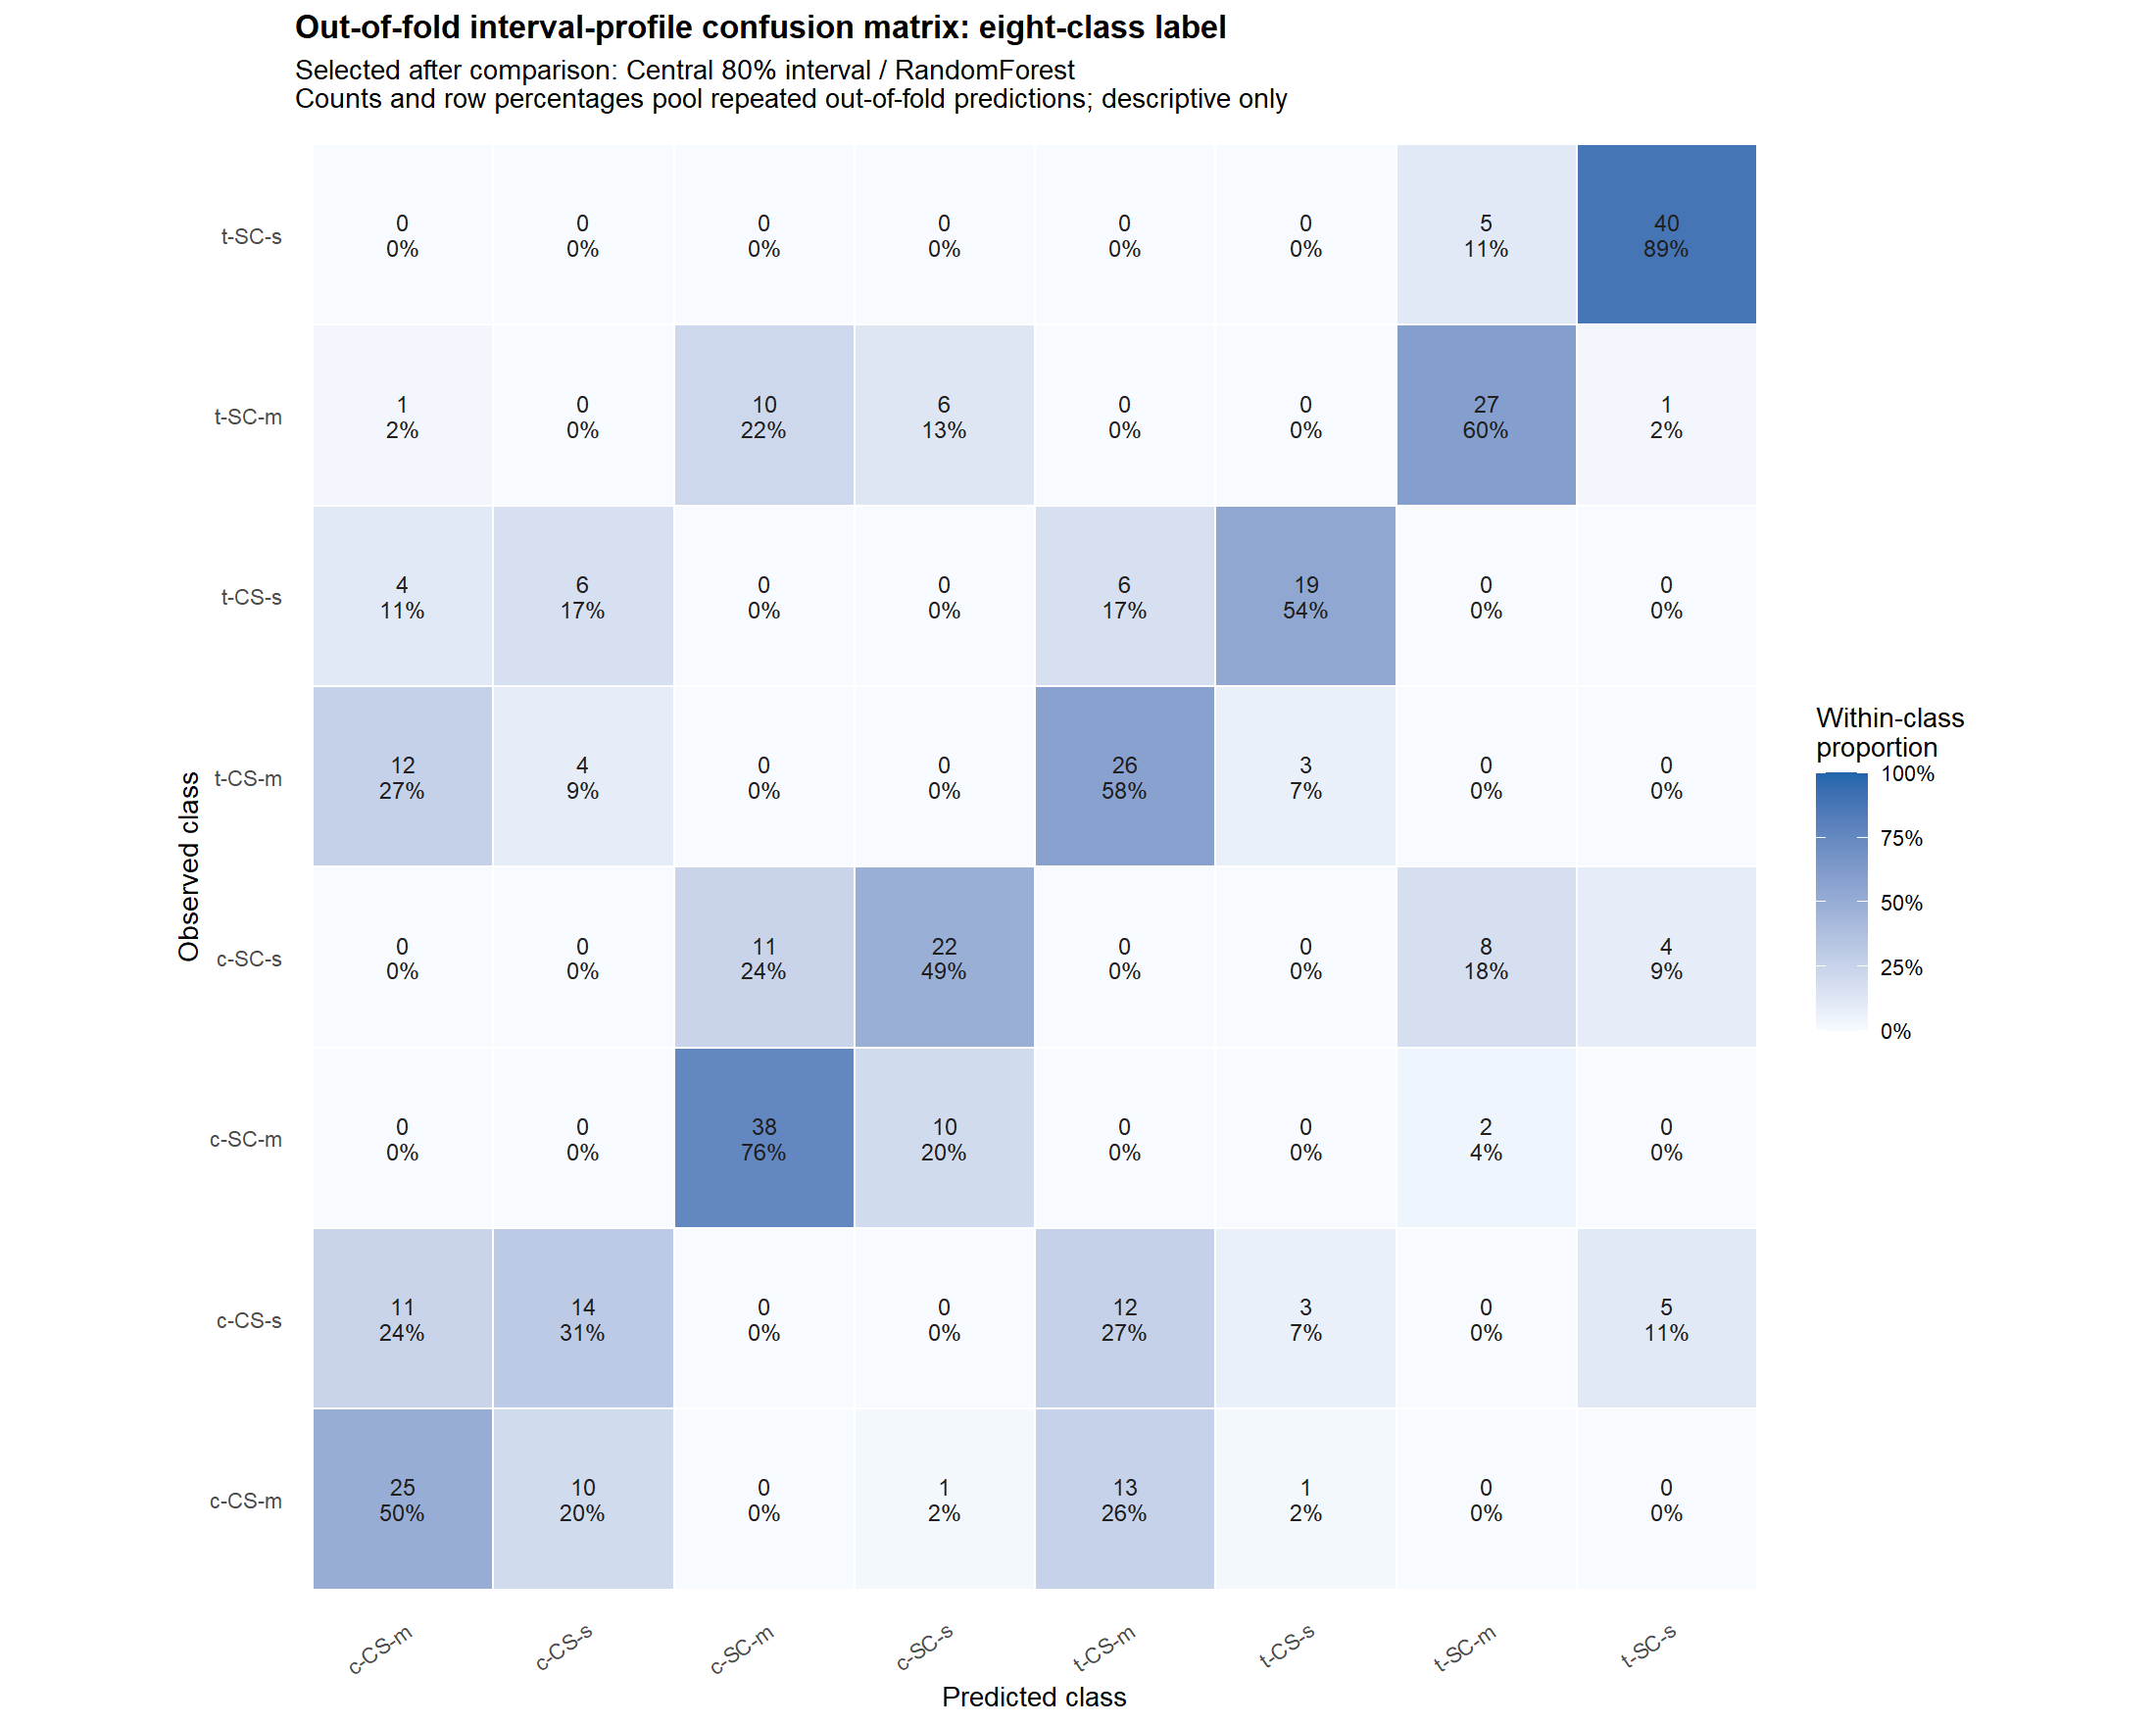 Out-of-fold interval-profile confusion matrix: eight-class label
Selected after comparison: Central 80% interval / RandomForest
Counts and row percentages pool repeated out-of-fold predictions; descriptive only
Observed class
t-SC-s
0 0 0 0 0 0 5 40
0% 0% 0% 0% 0% 0% 11% 89%
t-SC-m
1 0 10 6 0 0 27 1
2% 0% 22% 13% 0% 0% 60% 2%
t-CS-s
4 6 0 0 6 19 0 0
11% 17% 0% 0% 17% 54% 0% 0%
t-CS-m
12 4 0 0 26 3 0 0
27% 9% 0% 0% 58% 7% 0% 0%
c-SC-s
0 0 11 22 0 0 8 4
0% 0% 24% 49% 0% 0% 18% 9%
c-SC-m
0 0 38 10 0 0 2 0
0% 0% 76% 20% 0% 0% 4% 0%
c-CS-s
11 14 0 0 12 3 0 5
24% 31% 0% 0% 27% 7% 0% 11%
c-CS-m
25 10 0 1 13 1 0 0
50% 20% 0% 2% 26% 2% 0% 0%
c-CS-m c-CS-s c-SC-m c-SC-s t-CS-m t-CS-s t-SC-m t-SC-s
Predicted class
Within-class
proportion
100%
75%
50%
25%
0%